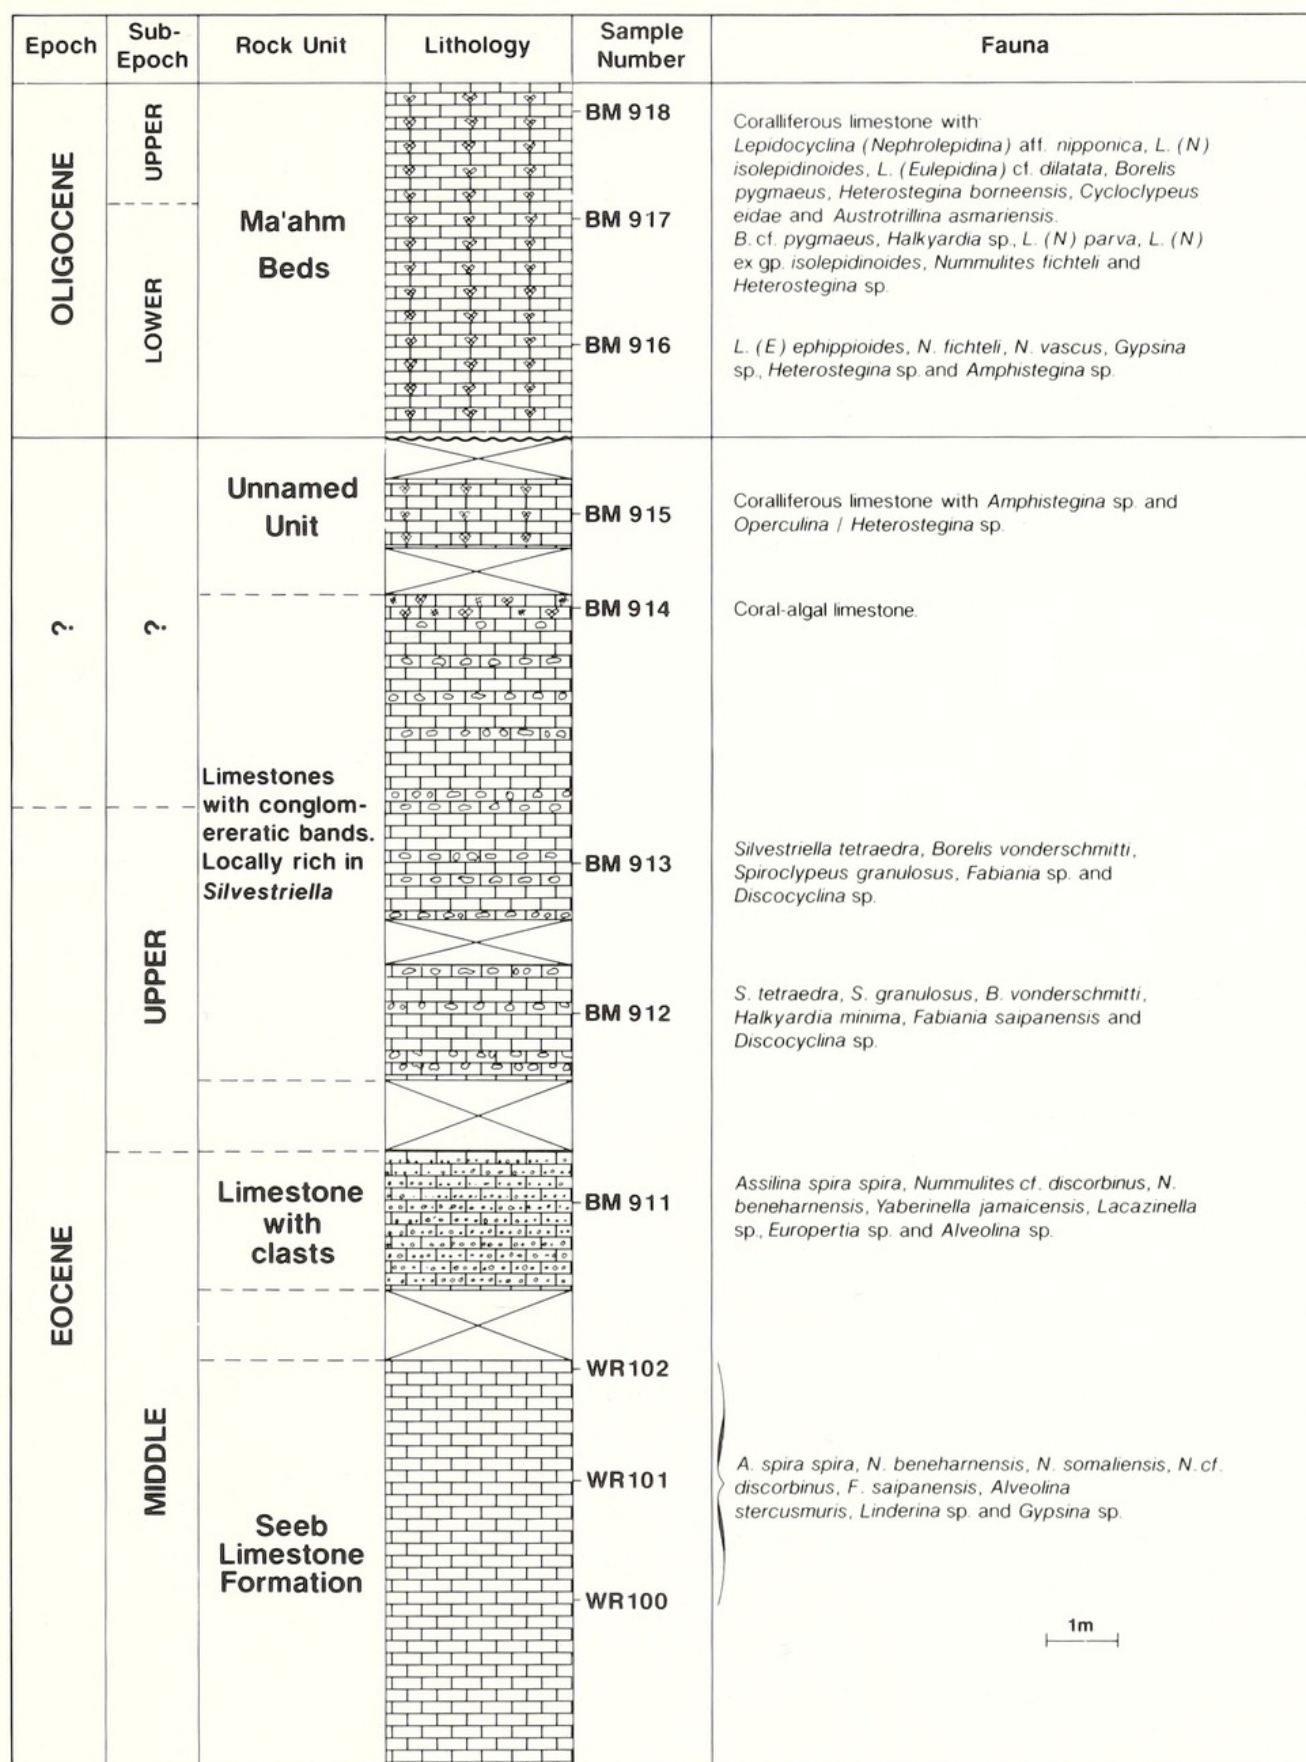 Epoch
Sub-
Epoch
Rock Unit
Lithology
Sample
Number
Fauna
OLIGOCENE
UPPER
LOWER
Ma'ahm
Beds
BM 918
Coralliferous limestone with
Lepidocyclina (Nephrolepidina) aff. nipponica, L. (N)
isolepidinoides, L. (Eulepidina) cf. dilatata, Borelis
pygmaeus, Heterostegina borneensis, Cycloclypeus
eidae and Austrotrillina asmariensis.
BM 917
B. cf. pygmaeus, Halkyardia sp., L. (N) parva, L. (N)
ex gp. isolepidinoides, Nummulites fichteli and
Heterostegina sp.
BM 916
L. (E) ephippioides, N. fichteli, N. vascus, Gypsina
sp., Heterostegina sp. and Amphistegina sp.
?
?
Unnamed
Unit
BM 915
Coralliferous limestone with Amphistegina sp. and
Operculina / Heterostegina sp.
BM 914
Coral-algal limestone.
Limestones
with conglom-
ereratic bands.
Locally rich in
Silvestriella
EOCENE
UPPER
BM 913
Silvestriella tetraedra, Borelis vonderschmitti,
Spiroclypeus granulosus, Fabiania sp. and
Discocyclina sp.
BM 912
S. tetraedra, S. granulosus, B. vonderschmitti,
Halkyardia minima, Fabiania saipanensis and
Discocyclina sp.
MIDDLE
Limestone
with
clasts
BM 911
Assilina spira spira, Nummulites cf. discorbinus, N.
beneharnensis, Yaberinella jamaicensis, Lacazinella
sp., Europertia sp. and Alveolina sp.
Seeb
Limestone
Formation
WR102
WR101
WR100
A. spira spira, N. beneharnensis, N. somaliensis, N. cf.
discorbinus, F. saipanensis, Alveolina
stercusmuris, Linderina sp. and Gypsina sp.
1m